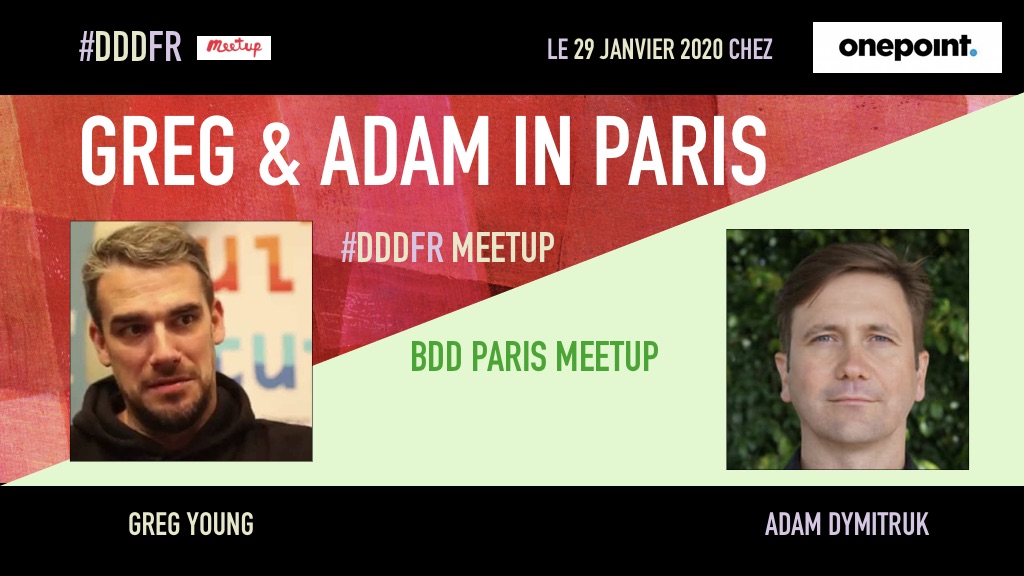 #DDDFR meetup LE 29 JANVIER 2020 CHEZ onepoint.
GREG & ADAM IN PARIS
#DDDFR MEETUP
BDD PARIS MEETUP
GREG YOUNG ADAM DYMITRUK